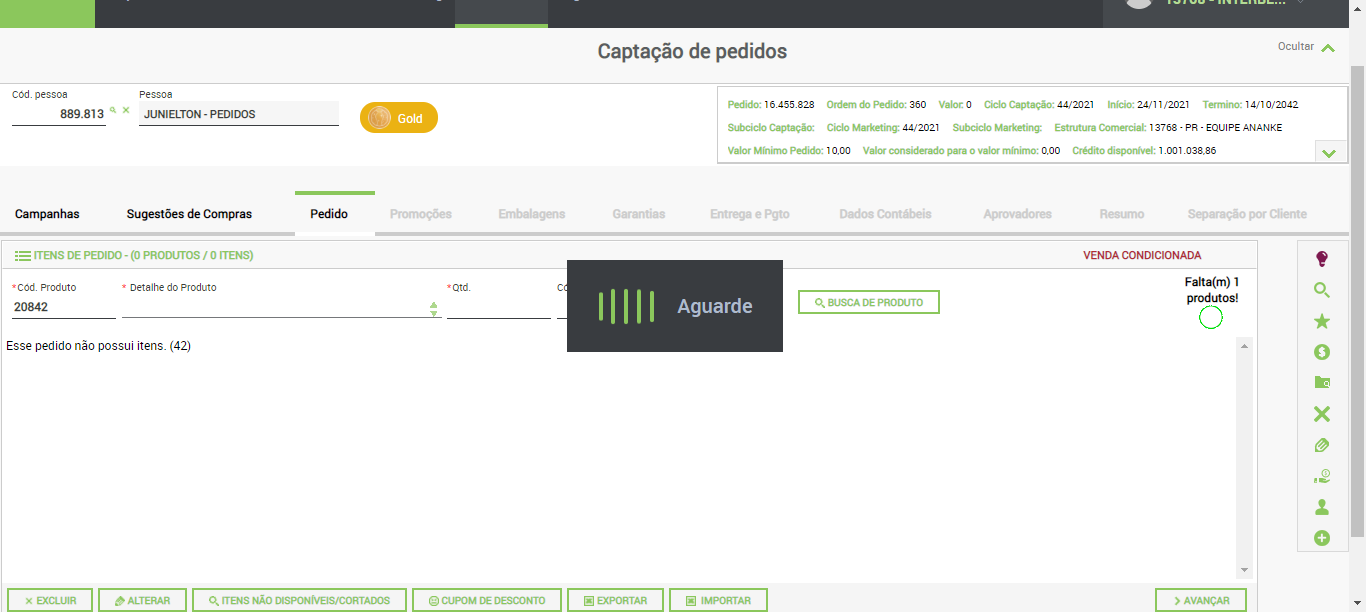 13768 - INTERBE...
Captação de pedidos
Ocultar
Cód. pessoa
Pessoa
889.813
JUNIELTON - PEDIDOS
Gold
Pedido: 16.455.828 Ordem do Pedido: 360 Valor: 0 Ciclo Captação: 44/2021 Início: 24/11/2021 Termino: 14/10/2042
Subciclo Captação: Ciclo Marketing: 44/2021 Subciclo Marketing: Estrutura Comercial: 13768 - PR - EQUIPE ANANKE
Valor Mínimo Pedido: 10,00 Valor considerado para o valor mínimo: 0,00 Crédito disponível: 1.001.038,86
Campanhas Sugestões de Compras Pedido Promoções Embalagens Garantias Entrega e Pgto Dados Contábeis Aprovadores Resumo Separação por Cliente
ITENS DE PEDIDO - (0 PRODUTOS / 0 ITENS)
VENDA CONDICIONADA
*Cód. Produto
* Detalhe do Produto
*Qtd.
20842
Aguarde
BUSCA DE PRODUTO
Falta(m) 1
produtos!
Esse pedido não possui itens. (42)
EXCLUIR ALTERAR ITENS NÃO DISPONÍVEIS/CORTADOS CUPOM DE DESCONTO EXPORTAR IMPORTAR AVANÇAR